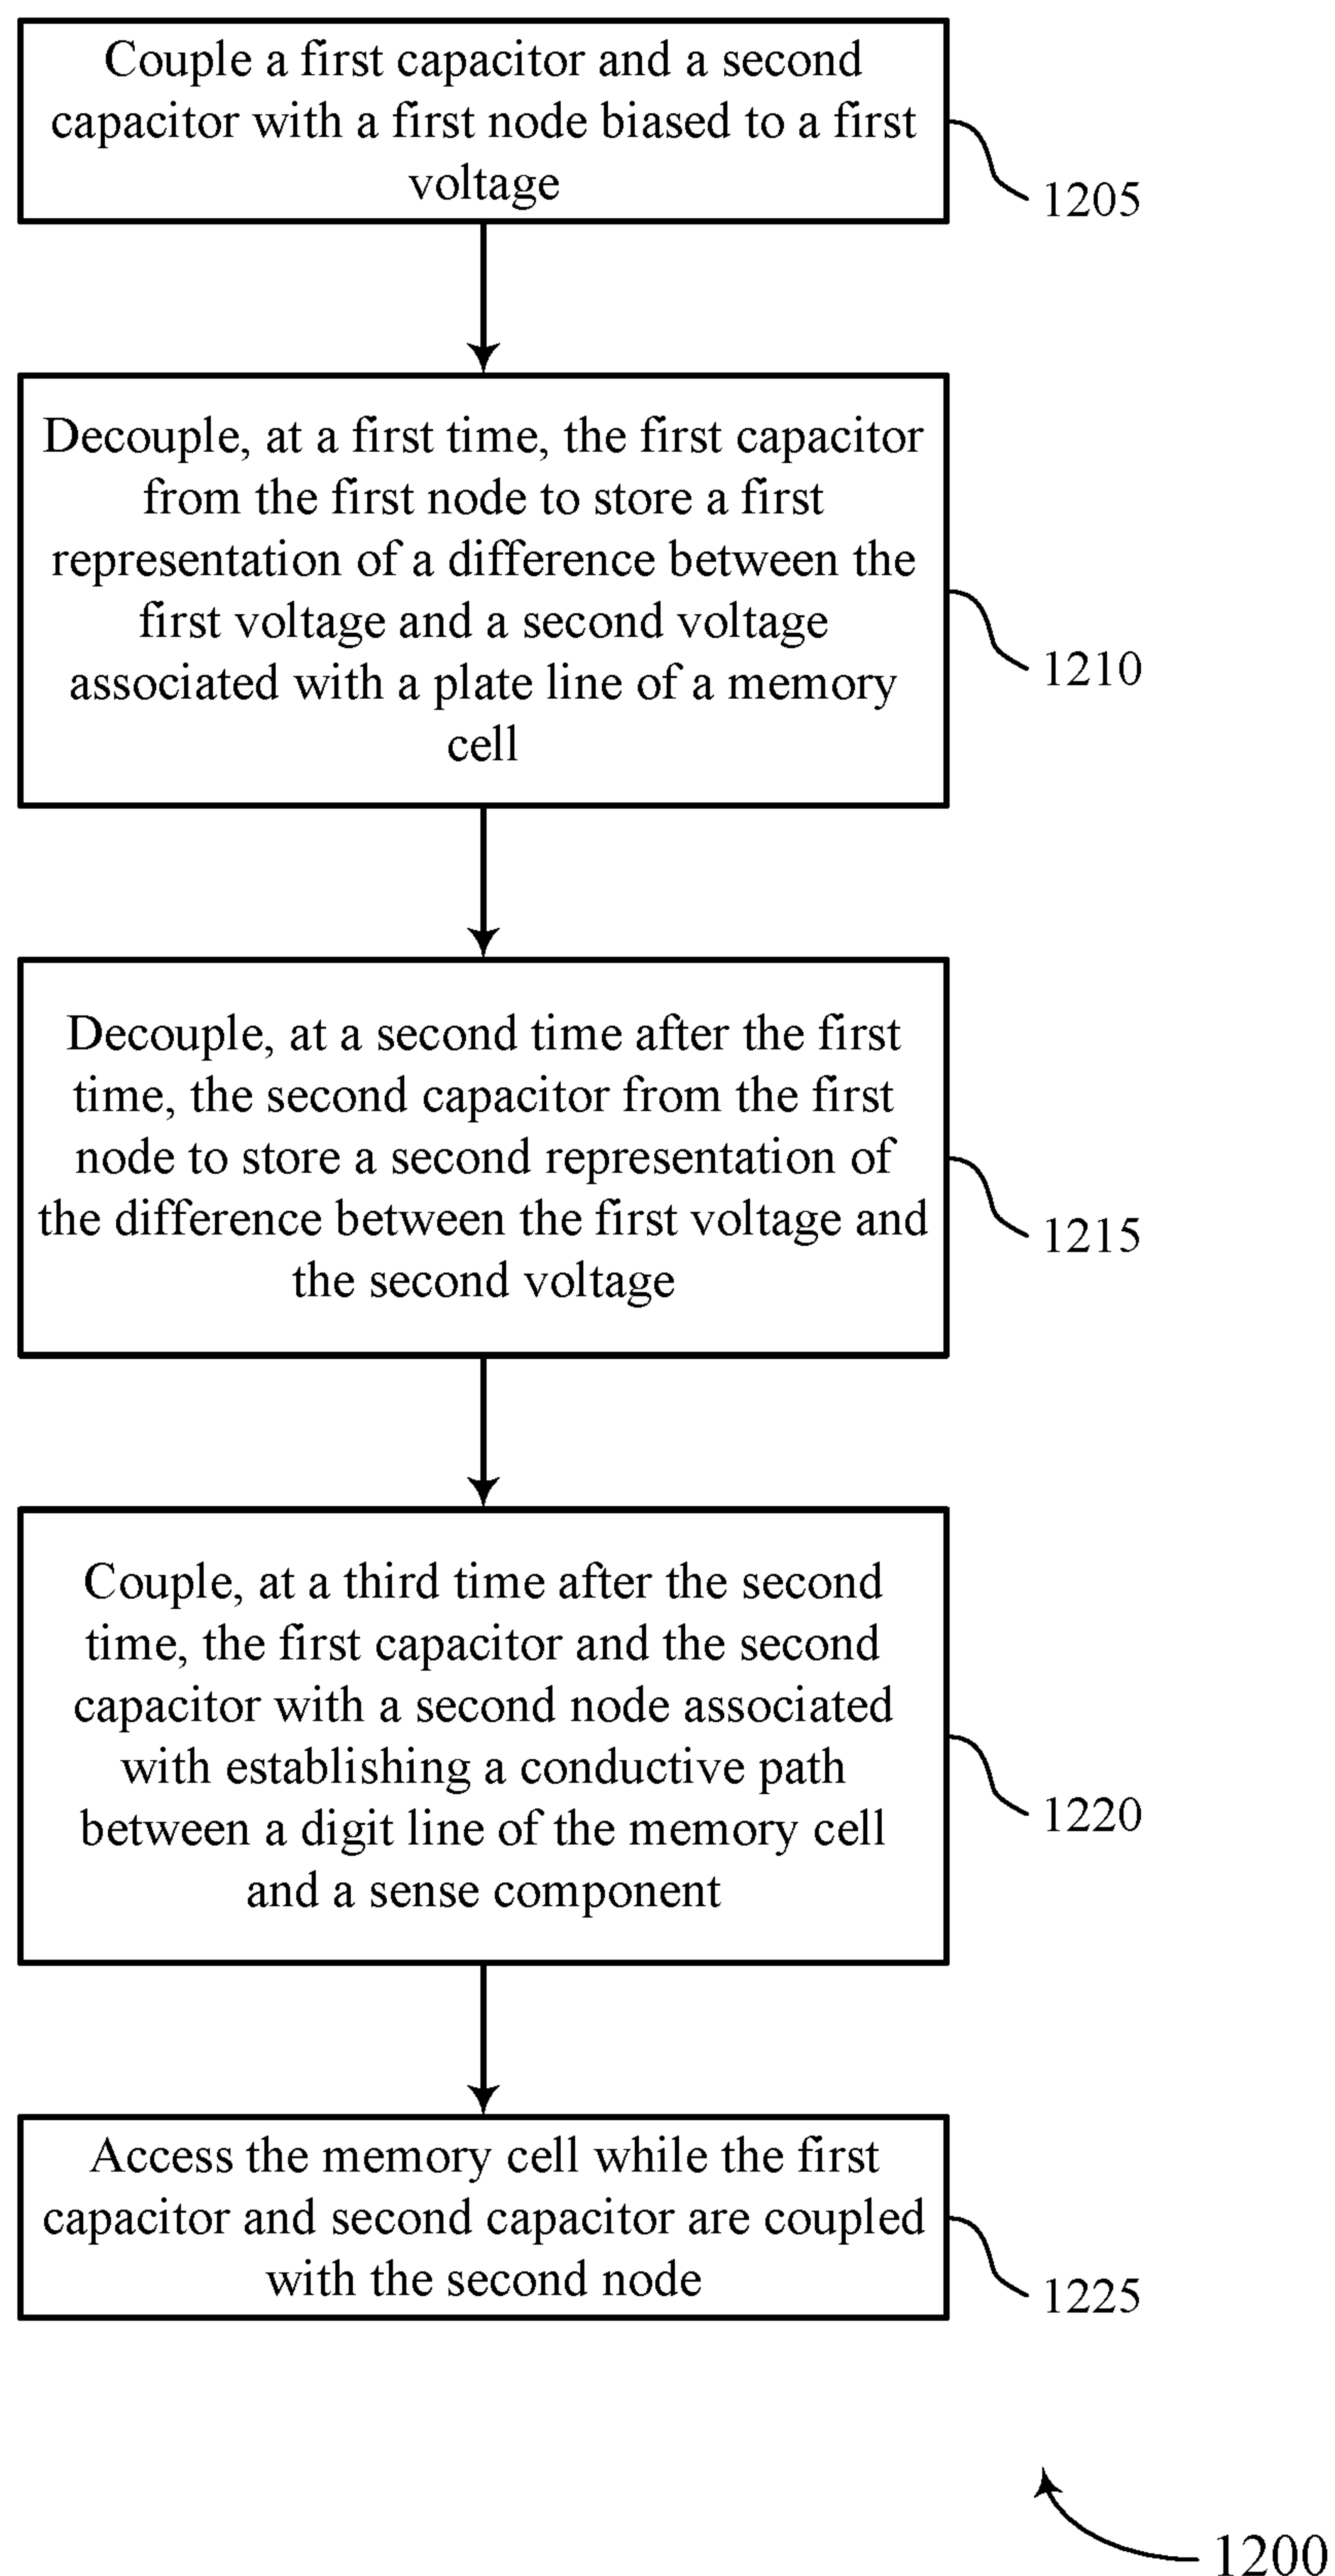 Couple a first capacitor and a second
capacitor with a first node biased to a first
voltage
1205
Decouple, at a first time, the first capacitor
from the first node to store a first
representation of a difference between the
first voltage and a second voltage
associated with a plate line of a memory
cell
1210
Decouple, at a second time after the first
time, the second capacitor from the first
node to store a second representation of
the difference between the first voltage and
the second voltage
1215
Couple, at a third time after the second
time, the first capacitor and the second
capacitor with a second node associated
with establishing a conductive path
between a digit line of the memory cell
and a sense component
1220
Access the memory cell while the first
capacitor and second capacitor are coupled
with the second node
1225
1200